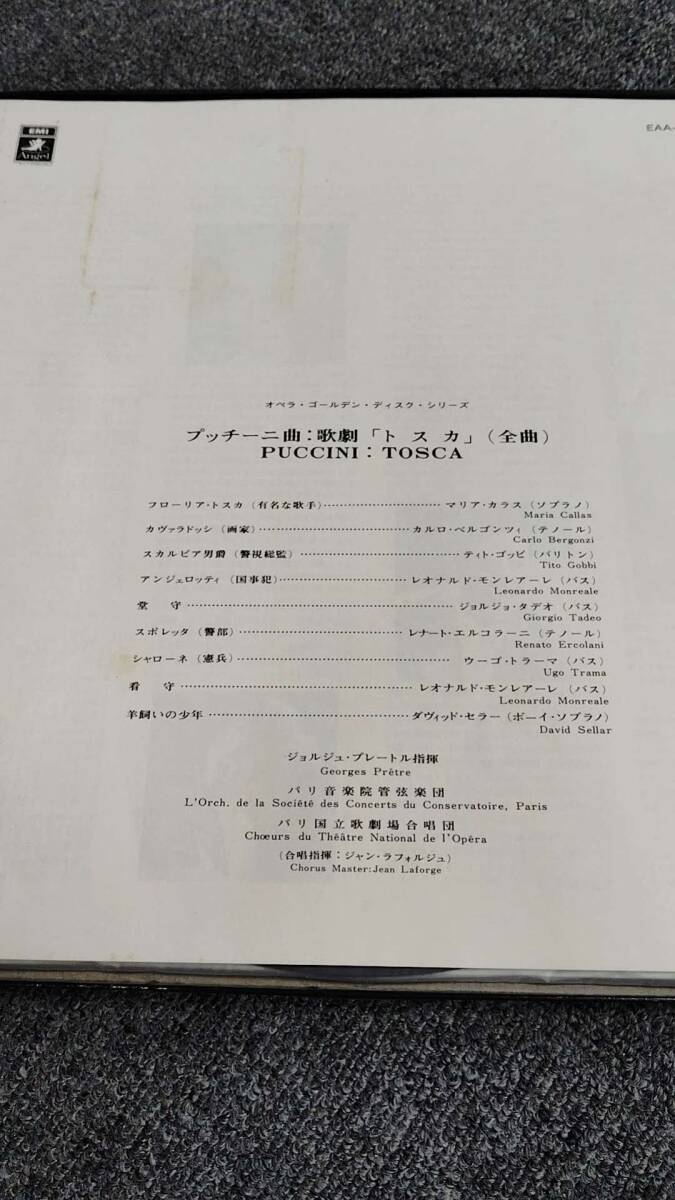 EMI
Angel
EAA-
オペラ・ゴールデン・ディスク・シリーズ
プッチーニ曲：歌劇「トスカ」（全曲）
PUCCINI: TOSCA
フローリア・トスカ（有名な歌手）……………………… マリア・カラス（ソプラノ）
Maria Callas
カヴァラドッシ（画家）……………………… カルロ・ベルゴンツィ（テノール）
Carlo Bergonzi
スカルピア男爵（警視総監）……………………… ティト・ゴッビ（バリトン）
Tito Gobbi
アンジェロッティ（国事犯）……………………… レオナルド・モンレアーレ（バス）
Leonardo Monreale
堂守……………………… ジョルジョ・タデオ（バス）
Giorgio Tadeo
スポレッタ（警部）……………………… レナート・エルコラーニ（テノール）
Renato Ercolani
シャローネ（憲兵）……………………… ウーゴ・トラーマ（バス）
Ugo Trama
看守……………………… レオナルド・モンレアーレ（バス）
Leonardo Monreale
羊飼いの少年……………………… ダヴィッド・セラー（ボーイ・ソプラノ）
David Sellar
ジョルジュ・プレートル指揮
Georges Prêtre
パリ音楽院管弦楽団
L'Orch. de la Société des Concerts du Conservatoire, Paris
パリ国立歌劇場合唱団
Chœurs du Théâtre National de l'Opéra
（合唱指揮：ジャン・ラフォルジュ）
Chorus Master: Jean Laforge